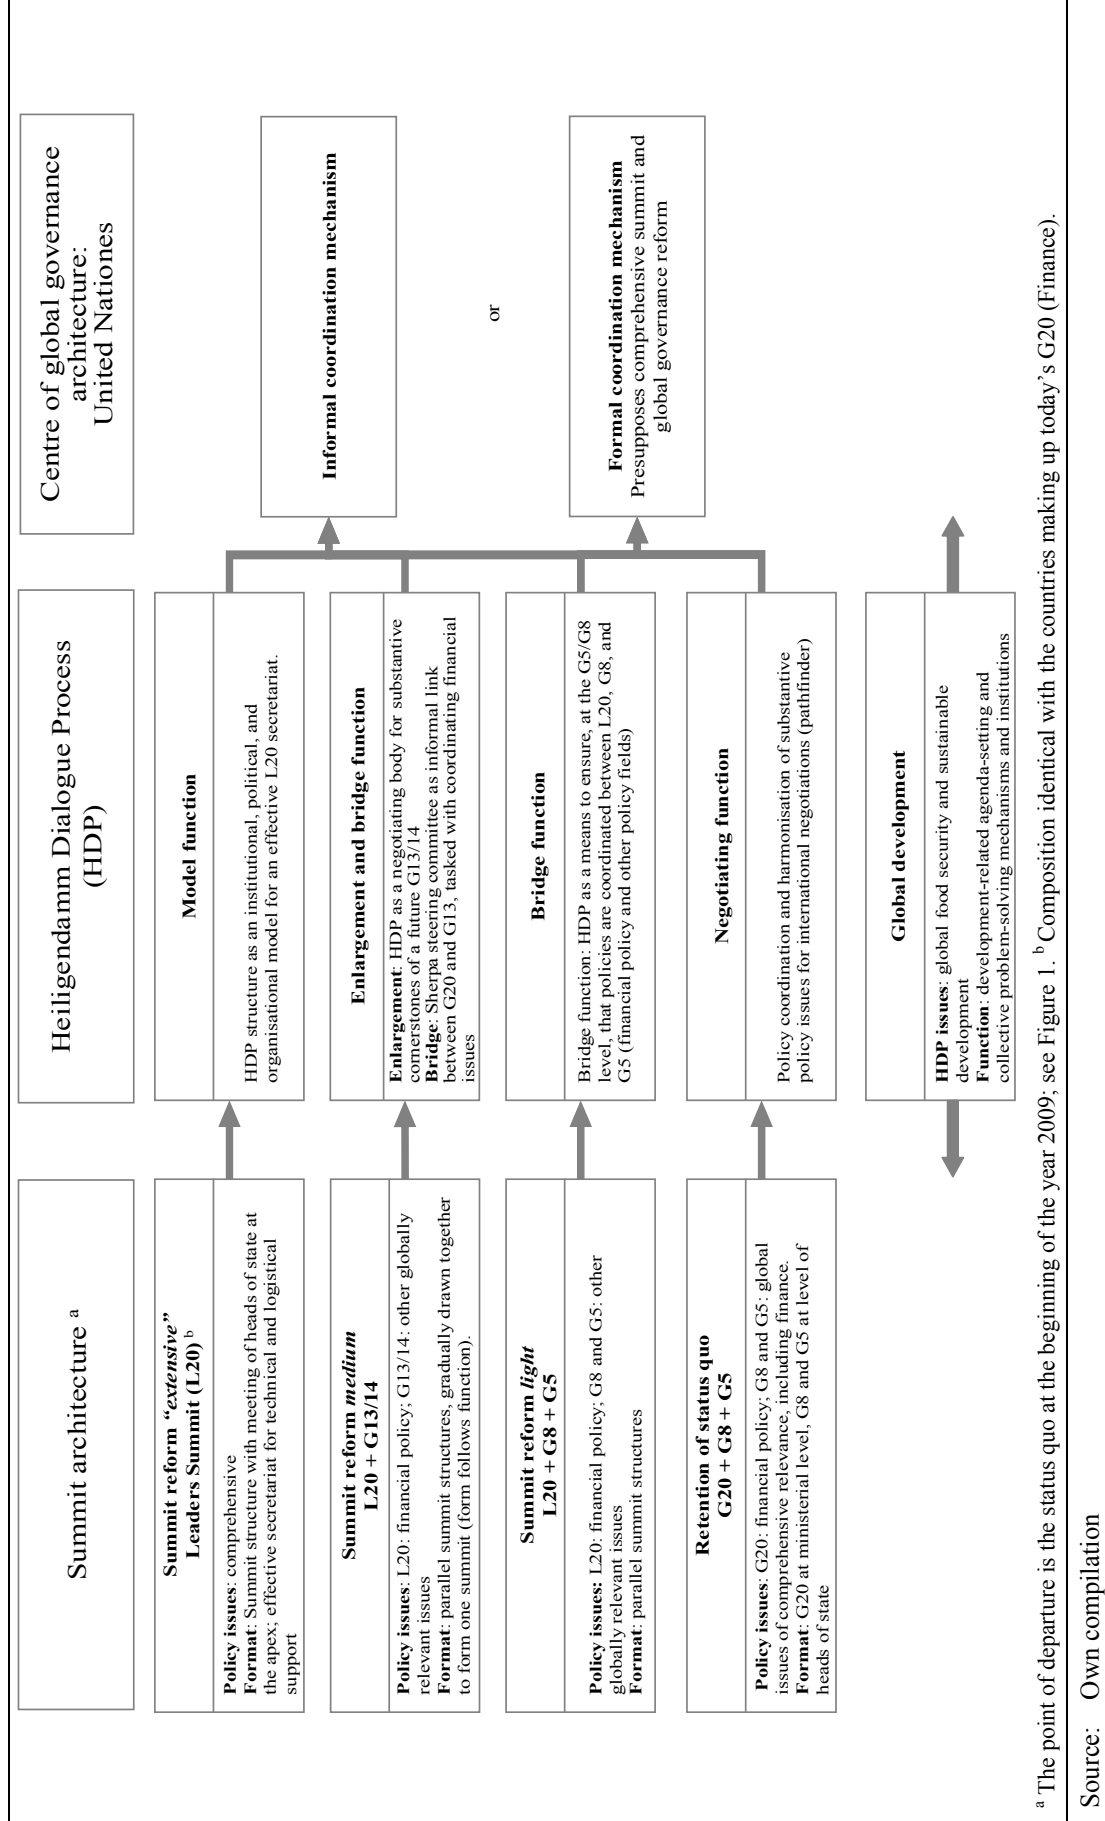 Summit architecture a
Heiligendamm Dialogue Process
(HDP)
Centre of global governance
architecture:
United Nationes
Summit reform “extensive”
Leaders Summit (L20) b
Policy issues: comprehensive
Format: Summit structure with meeting of heads of state at
the apex; effective secretariat for technical and logistical
support
Model function
HDP structure as an institutional, political, and
organisational model for an effective L20 secretariat.
Informal coordination mechanism
Summit reform medium
L20 + G13/14
Policy issues: L20: financial policy; G13/14: other globally
relevant issues
Format: parallel summit structures, gradually drawn together
to form one summit (form follows function).
Enlargement and bridge function
Enlargement: HDP as a negotiating body for substantive
cornerstones of a future G13/14
Bridge: Sherpa steering committee as informal link
between G20 and G13, tasked with coordinating financial
issues
or
Summit reform light
L20 + G8 + G5
Policy issues: L20: financial policy; G8 and G5: other
globally relevant issues
Format: parallel summit structures
Bridge function
Bridge function: HDP as a means to ensure, at the G5/G8
level, that policies are coordinated between L20, G8, and
G5 (financial policy and other policy fields)
Formal coordination mechanism
Presupposes comprehensive summit and
global governance reform
Retention of status quo
G20 + G8 + G5
Policy issues: G20: financial policy; G8 and G5: global
issues of comprehensive relevance, including finance.
Format: G20 at ministerial level, G8 and G5 at level of
heads of state
Negotiating function
Policy coordination and harmonisation of substantive
policy issues for international negotiations (pathfinder)
Global development
HDP issues: global food security and sustainable
development
Function: development-related agenda-setting and
collective problem-solving mechanisms and institutions
a The point of departure is the status quo at the beginning of the year 2009; see Figure 1. b Composition identical with the countries making up today’s G20 (Finance).
Source: Own compilation